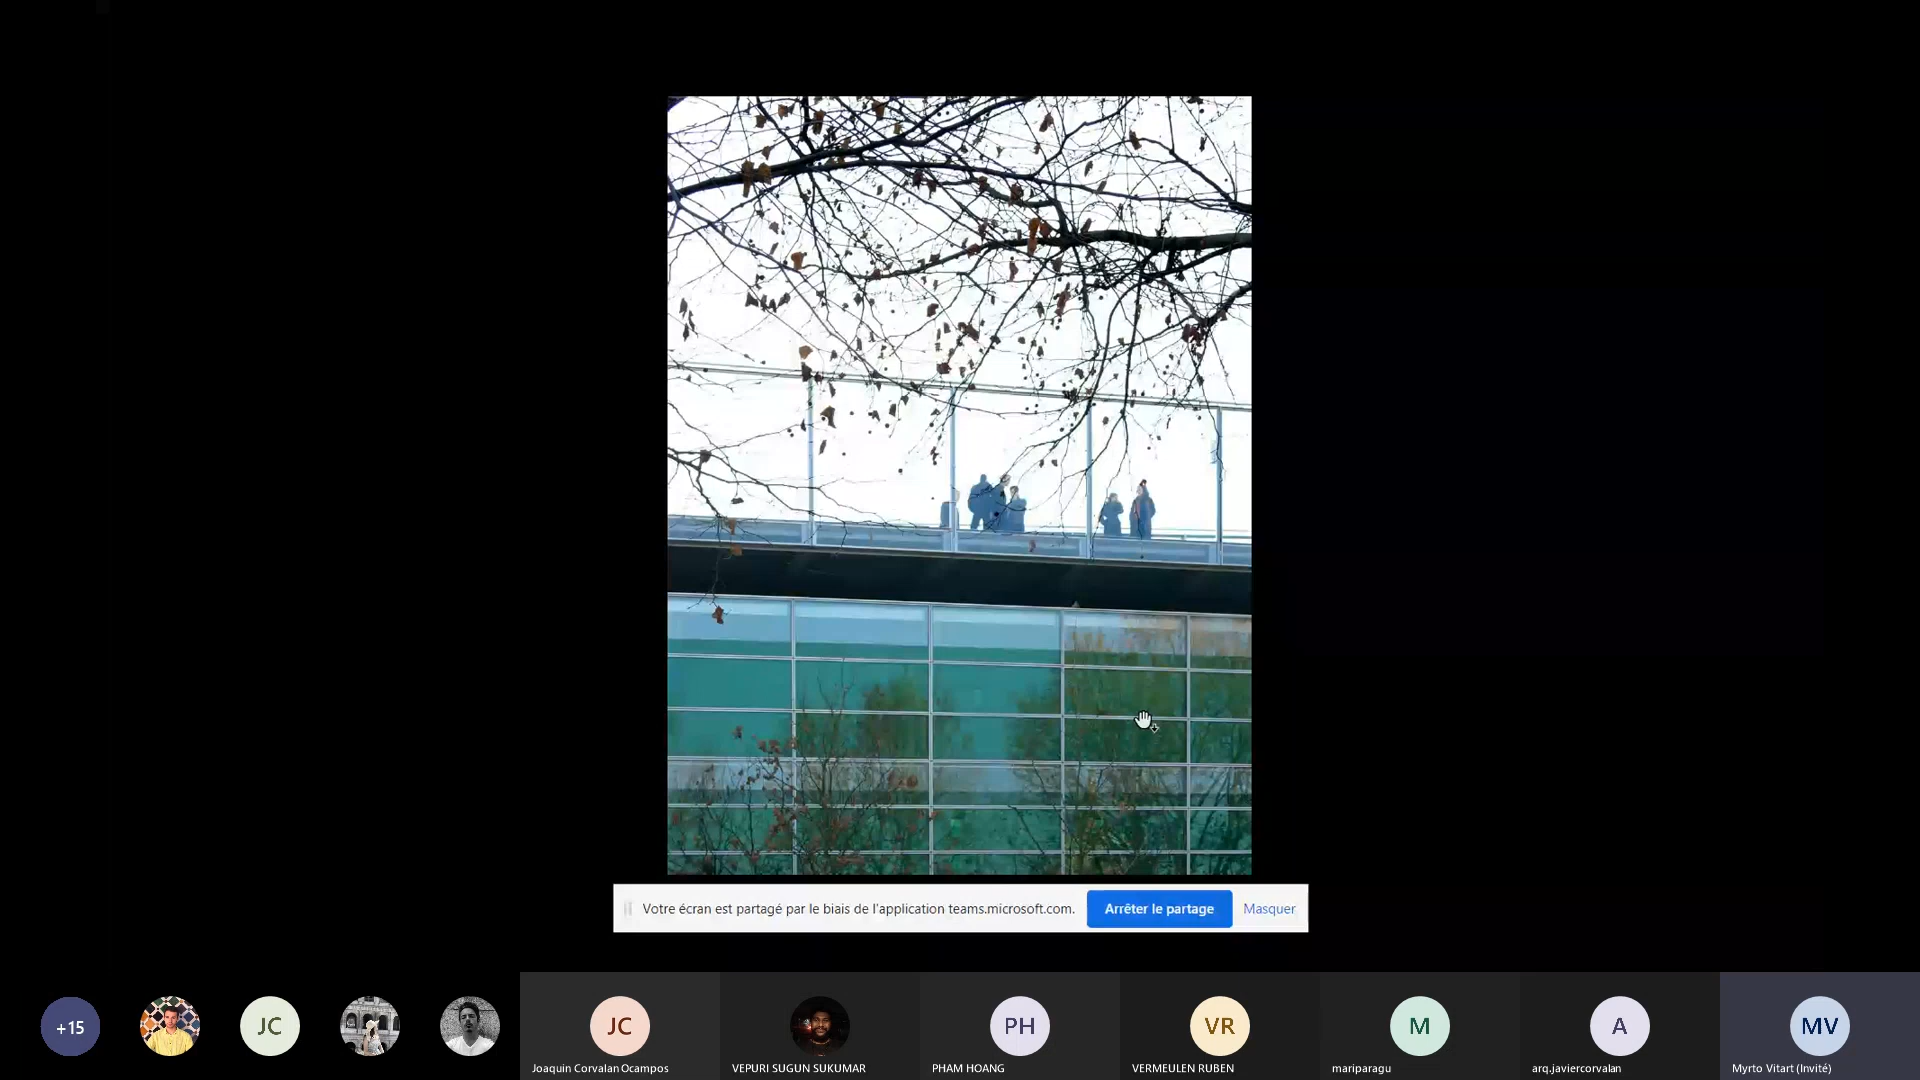 Votre écran est partagé par le biais de l'application teams.microsoft.com.
Arrêter le partage
Masquer
+15
JC
JC
PH
VR
M
A
MV
Joaquin Corvalan Ocampos
VEPURI SUGUN SUKUMAR
PHAM HOANG
VERMEULEN RUBEN
mariparagu
arq.javiercorvalan
Myrto Vitart (Invité)